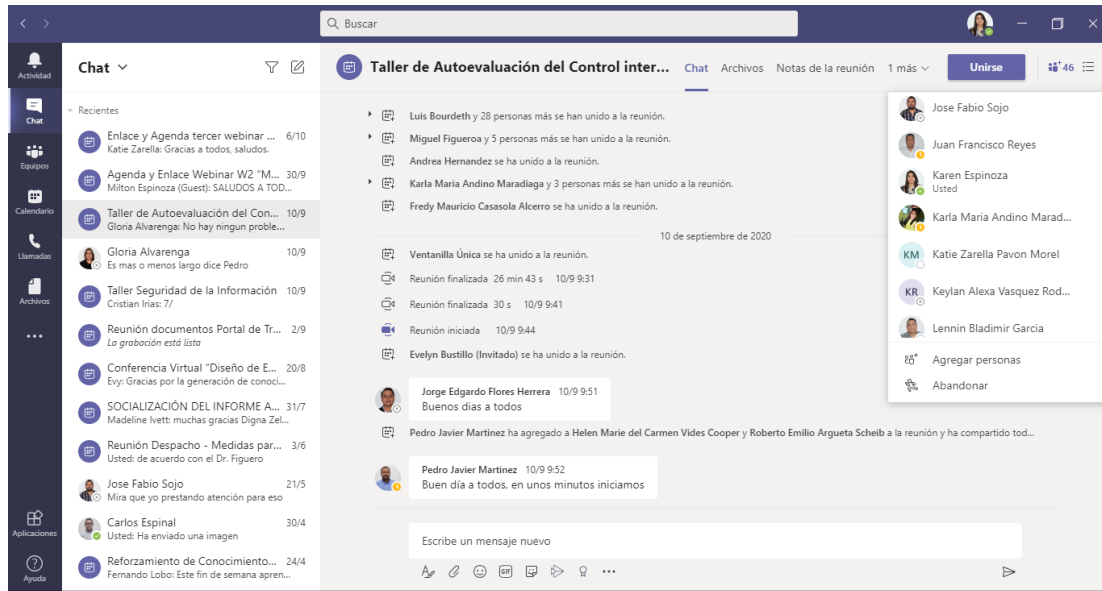 Buscar
Actividad
Chat
Equipos
Calendario
Llamadas
Archivos
Aplicaciones
Ayuda
Chat
Recientes
Enlace y Agenda tercer webinar ... 6/10
Katie Zarella: Gracias a todos, saludos.
Agenda y Enlace Webinar W2 "M... 30/9
Milton Espinoza (Guest): SALUDOS A TOD...
Taller de Autoevaluación del Con... 10/9
Gloria Alvarenga: No hay ningun proble...
Gloria Alvarenga 10/9
Es mas o menos largo dice Pedro
Taller Seguridad de la Información 10/9
Cristian Irias: 7/
Reunión documentos Portal de Tr... 2/9
La grabación está lista
Conferencia Virtual "Diseño de E... 20/8
Evy: Gracias por la generación de conoci...
SOCIALIZACIÓN DEL INFORME A... 31/7
Madeline Ivett: muchas gracias Digna Zel...
Reunión Despacho - Medidas par... 3/6
Usted: de acuerdo con el Dr. Figuero
Jose Fabio Sojo 21/5
Mira que yo prestando atención para eso
Carlos Espinal 30/4
Usted: Ha enviado una imagen
Reforzamiento de Conocimiento... 24/4
Fernando Lobo: Este fin de semana apren...
Taller de Autoevaluación del Control inter... Chat Archivos Notas de la reunión 1 más Unirse 46
Luis Bourdeth y 28 personas más se han unido a la reunión.
Miguel Figueroa y 5 personas más se han unido a la reunión.
Andrea Hernandez se ha unido a la reunión.
Karla Maria Andino Maradiaga y 3 personas más se han unido a la reunión.
Fredy Mauricio Casasola Alcerro se ha unido a la reunión.
10 de septiembre de 2020
Ventanilla Única se ha unido a la reunión.
Reunión finalizada 26 min 43 s 10/9 9:31
Reunión finalizada 30 s 10/9 9:41
Reunión iniciada 10/9 9:44
Evelyn Bustillo (Invitado) se ha unido a la reunión.
Jorge Edgardo Flores Herrera 10/9 9:51
Buenos dias a todos
Pedro Javier Martinez ha agregado a Helen Marie del Carmen Vides Cooper y Roberto Emilio Argueta Scheib a la reunión y ha compartido tod...
Pedro Javier Martinez 10/9 9:52
Buen día a todos, en unos minutos iniciamos
Escribe un mensaje nuevo
GIF
Jose Fabio Sojo
Juan Francisco Reyes
Karen Espinoza
Usted
Karla Maria Andino Marad...
KM Katie Zarella Pavon Morel
KR Keylan Alexa Vasquez Rod...
Lennin Bladimir Garcia
Agregar personas
Abandonar